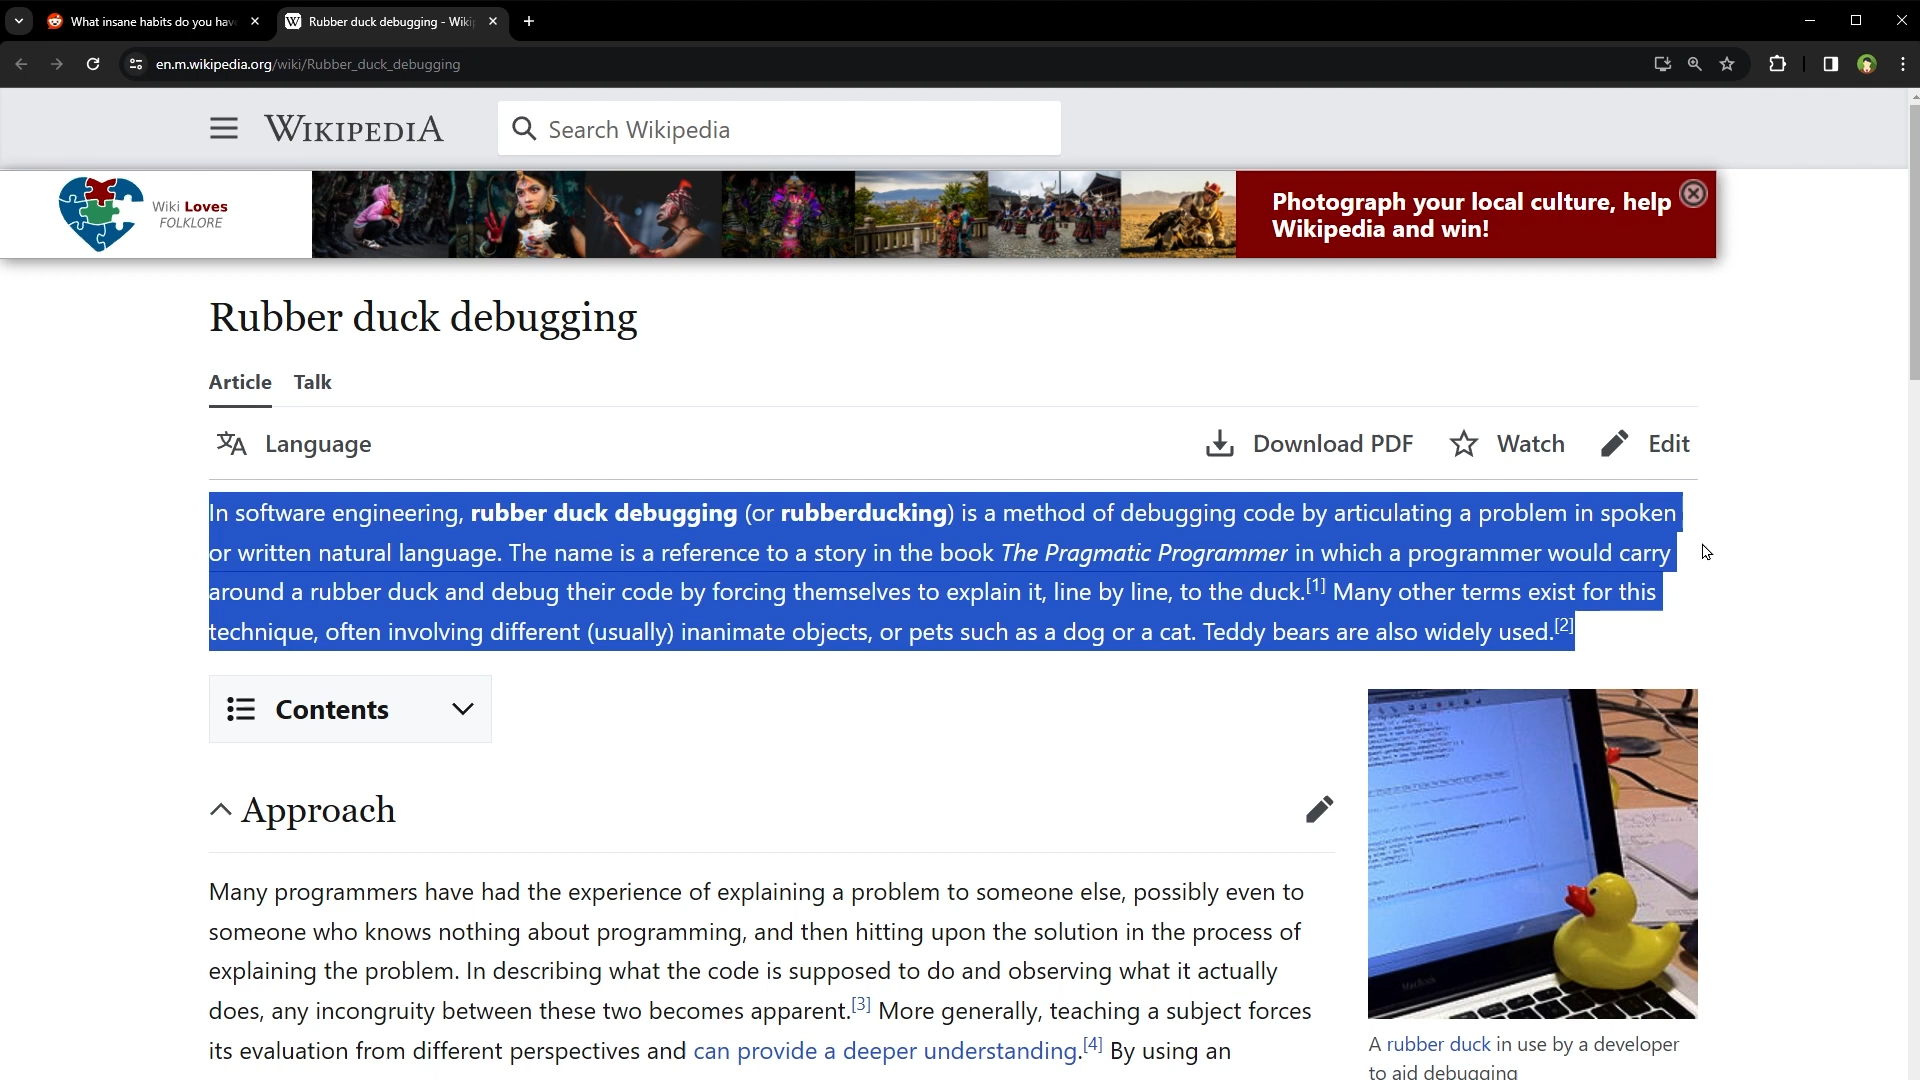 What insane habits do you hav
Rubber duck debugging - Wiki
en.m.wikipedia.org/wiki/Rubber_duck_debugging
WIKIPEDIA
Search Wikipedia
Wiki Loves
FOLKLORE
Photograph your local culture, help
Wikipedia and win!
Rubber duck debugging
Article Talk
Language
Download PDF Watch Edit
In software engineering, rubber duck debugging (or rubberducking) is a method of debugging code by articulating a problem in spoken
or written natural language. The name is a reference to a story in the book The Pragmatic Programmer in which a programmer would carry
around a rubber duck and debug their code by forcing themselves to explain it, line by line, to the duck.[1] Many other terms exist for this
technique, often involving different (usually) inanimate objects, or pets such as a dog or a cat. Teddy bears are also widely used.[2]
Contents
Approach
Many programmers have had the experience of explaining a problem to someone else, possibly even to
someone who knows nothing about programming, and then hitting upon the solution in the process of
explaining the problem. In describing what the code is supposed to do and observing what it actually
does, any incongruity between these two becomes apparent.[3] More generally, teaching a subject forces
its evaluation from different perspectives and can provide a deeper understanding.[4] By using an
MacBook
A rubber duck in use by a developer
to aid debugging